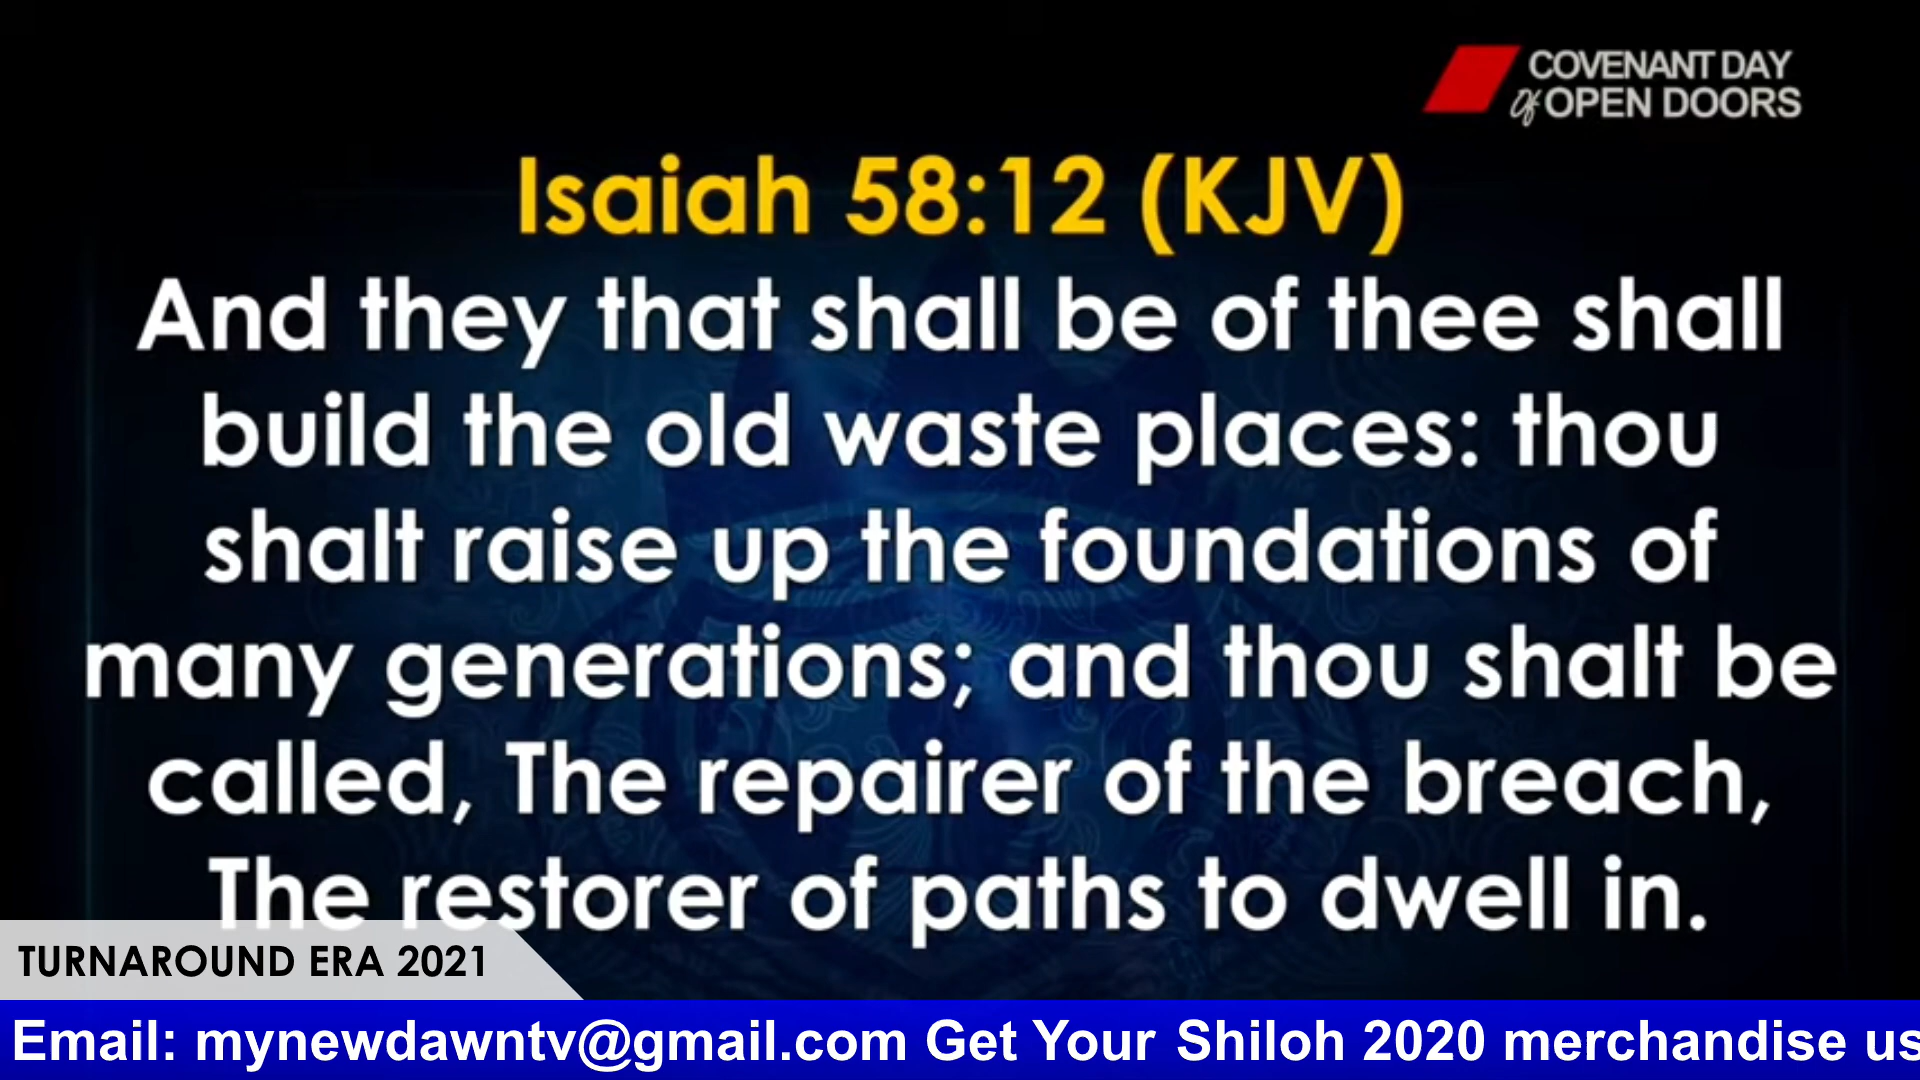 COVENANT DAY
Of OPEN DOORS
Isaiah 58:12 (KJV)
And they that shall be of thee shall
build the old waste places: thou
shalt raise up the foundations of
many generations; and thou shalt be
called, The repairer of the breach,
The restorer of paths to dwell in.
TURNAROUND ERA 2021
Email: mynewdawntv@gmail.com Get Your Shiloh 2020 merchandise us